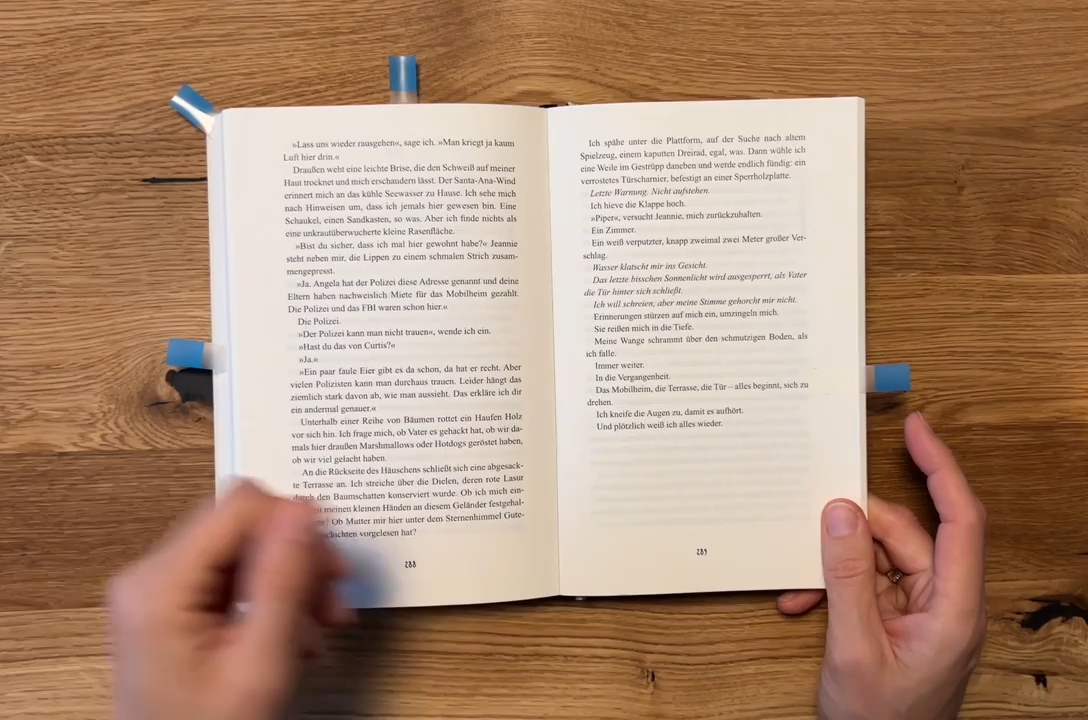 »Lass uns wieder rausgehen«, sage ich. »Man kriegt ja kaum
Luft hier drin.«
Draußen weht eine leichte Brise, die den Schweiß auf meiner
Haut trocknet und mich erschaudern lässt. Der Santa-Ana-Wind
erinnert mich an das kühle Seewasser zu Hause. Ich sehe mich
nach Hinweisen um, dass ich jemals hier gewesen bin. Eine
Schaukel, einen Sandkasten, so was. Aber ich finde nichts als
eine unkrautüberwucherte kleine Rasenfläche.
»Bist du sicher, dass ich mal hier gewohnt habe?« Jeannie
steht neben mir, die Lippen zu einem schmalen Strich zusam-
mengepresst.
»Ja. Angela hat der Polizei diese Adresse genannt und deine
Eltern haben nachweislich Miete für das Mobilheim gezahlt.
Die Polizei und das FBI waren schon hier.«
Die Polizei.
»Der Polizei kann man nicht trauen«, wende ich ein.
»Hast du das von Curtis?«
»Ja.«
»Ein paar faule Eier gibt es da schon, da hat er recht. Aber
vielen Polizisten kann man durchaus trauen. Leider hängt das
ziemlich stark davon ab, wie man aussieht. Das erkläre ich dir
ein andermal genauer.«
Unterhalb einer Reihe von Bäumen rottet ein Haufen Holz
vor sich hin. Ich frage mich, ob Vater es gehackt hat, ob wir da-
mals hier draußen Marshmallows oder Hotdogs geröstet haben,
ob wir viel gelacht haben.
An die Rückseite des Häuschens schließt sich eine abgesack-
te Terrasse an. Ich streiche über die Dielen, deren rote Lasur
durch den Baumschatten konserviert wurde. Ob ich mich ein-
meinen kleinen Händen an diesem Geländer festgehal-
Ob Mutter mir hier unter dem Sternenhimmel Gute-
vorgelesen hat?
288
Ich spähe unter die Plattform, auf der Suche nach altem
Spielzeug, einem kaputten Dreirad, egal, was. Dann wühle ich
eine Weile im Gestrüpp daneben und werde endlich fündig: ein
verrostetes Türscharnier, befestigt an einer Sperrholzplatte.
Letzte Warnung. Nicht aufstehen.
Ich hieve die Klappe hoch.
»Piper«, versucht Jeannie, mich zurückzuhalten.
Ein Zimmer.
Ein weiß verputzter, knapp zweimal zwei Meter großer Ver-
schlag.
Wasser klatscht mir ins Gesicht.
Das letzte bisschen Sonnenlicht wird ausgesperrt, als Vater
die Tür hinter sich schließt.
Ich will schreien, aber meine Stimme gehorcht mir nicht.
Erinnerungen stürzen auf mich ein, umzingeln mich.
Sie reißen mich in die Tiefe.
Meine Wange schrammt über den schmutzigen Boden, als
ich falle.
Immer weiter.
In die Vergangenheit.
Das Mobilheim, die Terrasse, die Tür – alles beginnt, sich zu
drehen.
Ich kneife die Augen zu, damit es aufhört.
Und plötzlich weiß ich alles wieder.
289